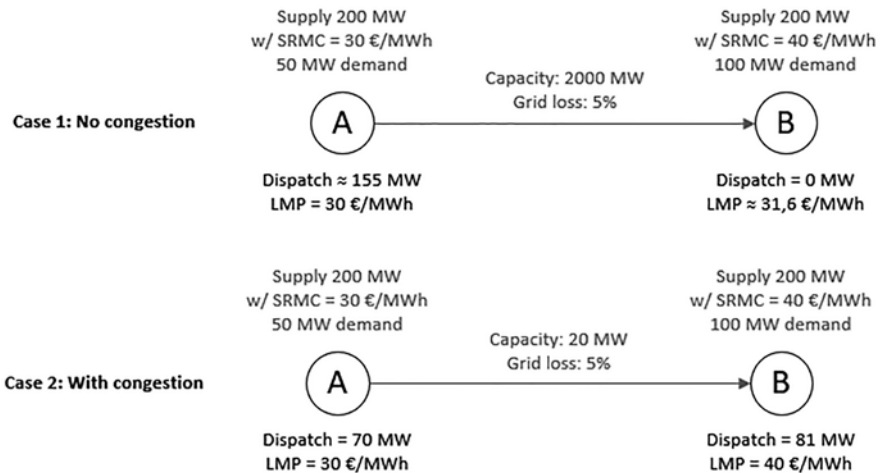 Supply 200 MW
w/ SRMC = 30 €/MWh
50 MW demand
Supply 200 MW
w/ SRMC = 40 €/MWh
100 MW demand
Capacity: 2000 MW
Grid loss: 5%
Case 1: No congestion
A
B
Dispatch ≈ 155 MW
LMP = 30 €/MWh
Dispatch = 0 MW
LMP ≈ 31,6 €/MWh
Supply 200 MW
w/ SRMC = 30 €/MWh
50 MW demand
Supply 200 MW
w/ SRMC = 40 €/MWh
100 MW demand
Capacity: 20 MW
Grid loss: 5%
Case 2: With congestion
A
B
Dispatch = 70 MW
LMP = 30 €/MWh
Dispatch = 81 MW
LMP = 40 €/MWh